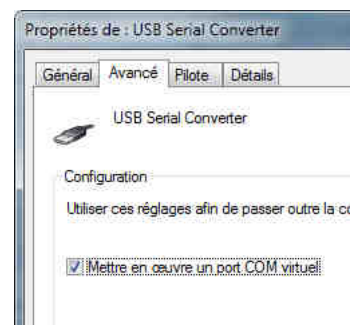 Propriétés de : USB Serial Converter
Général Avancé Pilote Détails
USB Serial Converter
Configuration
Utiliser ces réglages afin de passer outre la
Mettre en œuvre un port COM virtuel